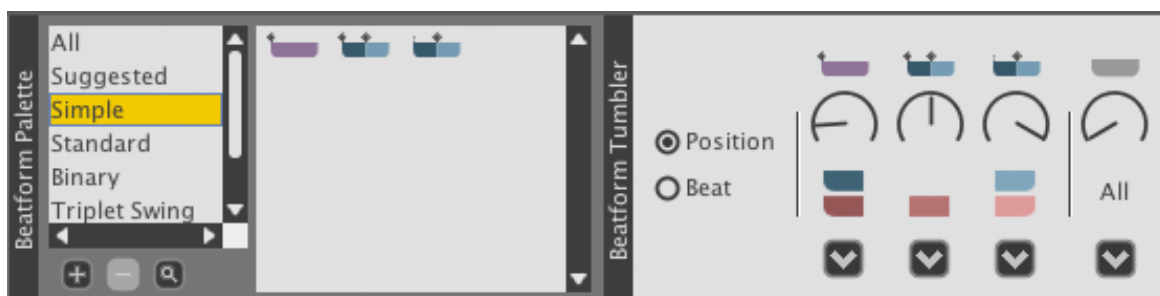 Beatform Palette
All
Suggested
Simple
Standard
Binary
Triplet Swing
Beatform Tumbler
Position
Beat
All